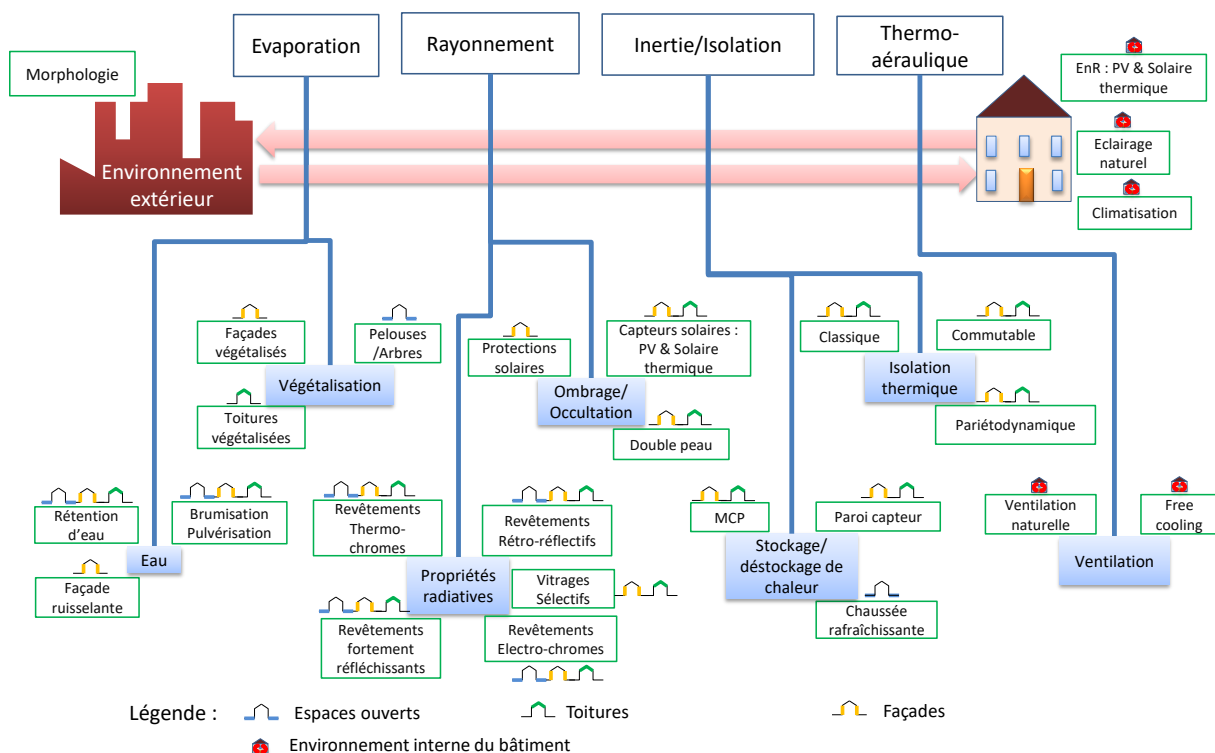 Evaporation
Rayonnement
Inertie/Isolation
Thermo-
aéraulique
Morphologie
EnR : PV & Solaire
thermique
Environnement
extérieur
Eclairage
naturel
Climatisation
Façades
végétalisés
Pelouses
/Arbres
Végétalisation
Toitures
végétalisées
Protections
solaires
Capteurs solaires :
PV & Solaire
thermique
Ombrage/
Occultation
Double peau
Classique
Commutable
Isolation
thermique
Pariétodynamique
Rétention
d'eau
Brumisation
Pulvérisation
Eau
Façade
ruisselante
Revêtements
Thermo-
chromes
Revêtements
Rétro-réflectifs
Propriétés
radiatives
Vitrages
Sélectifs
Revêtements
fortement
réfléchissants
Revêtements
Electro-chromes
MCP
Paroi capteur
Stockage/
déstockage de
chaleur
Chaussée
rafraîchissante
Ventilation
naturelle
Free
cooling
Ventilation
Légende :
Espaces ouverts
Toitures
Façades
Environnement interne du bâtiment